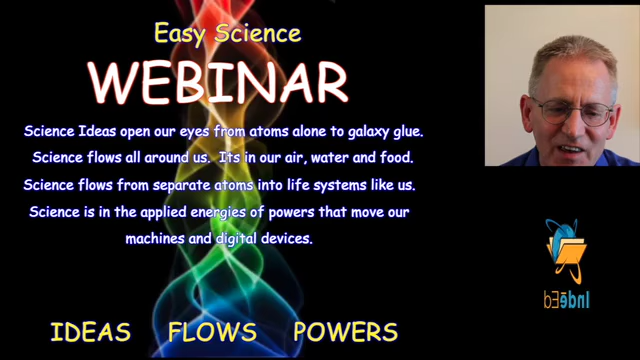 Easy Science
WEBINAR
Science Ideas open our eyes from atoms alone to galaxy glue.
Science flows all around us. Its in our air, water and food.
Science flows from separate atoms into life systems like us.
Science is in the applied energies of powers that move our
machines and digital devices.
IndēEd
IDEAS FLOWS POWERS